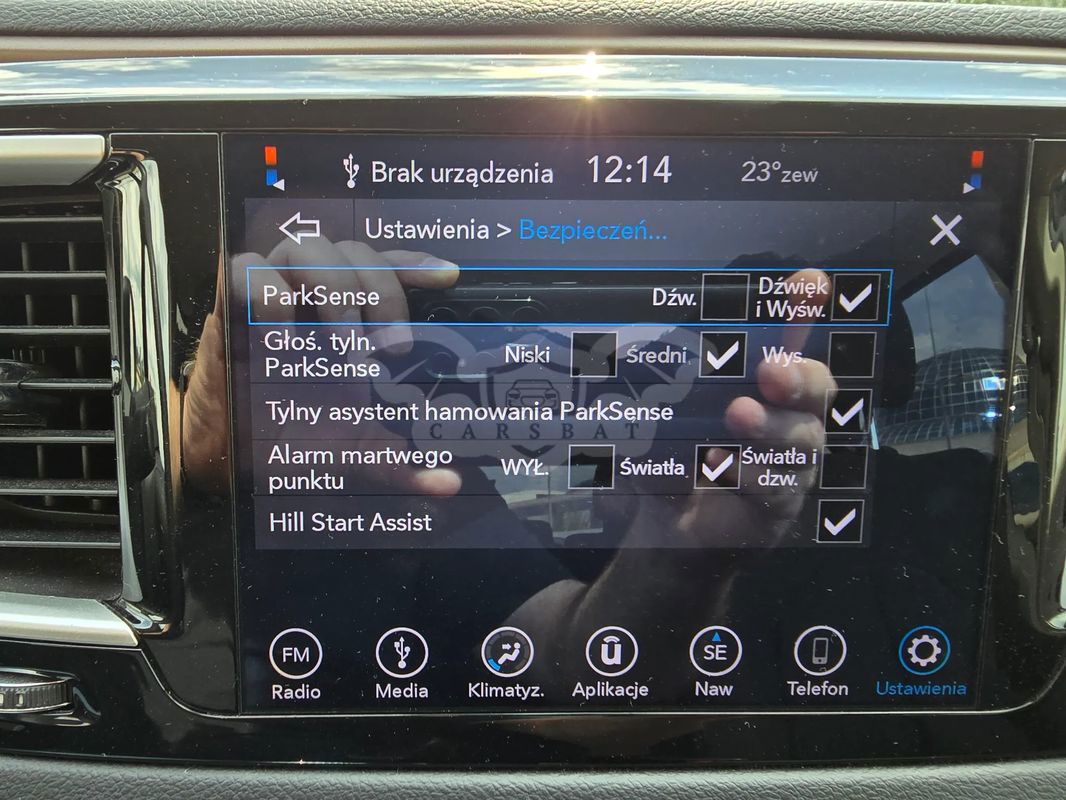 Brak urządzenia 12:14 23°zew
Ustawienia > Bezpieczeń...
ParkSense Dźw. Dźwięk
i Wyśw.
Głoś. tyln.
ParkSense Niski Średni Wys.
Tylny asystent hamowania ParkSense
CARSBAT
Alarm martwego
punktu WYŁ. Światła Światła i
dzw.
Hill Start Assist
FM SE
Radio Media Klimatyz. Aplikacje Naw Telefon Ustawienia